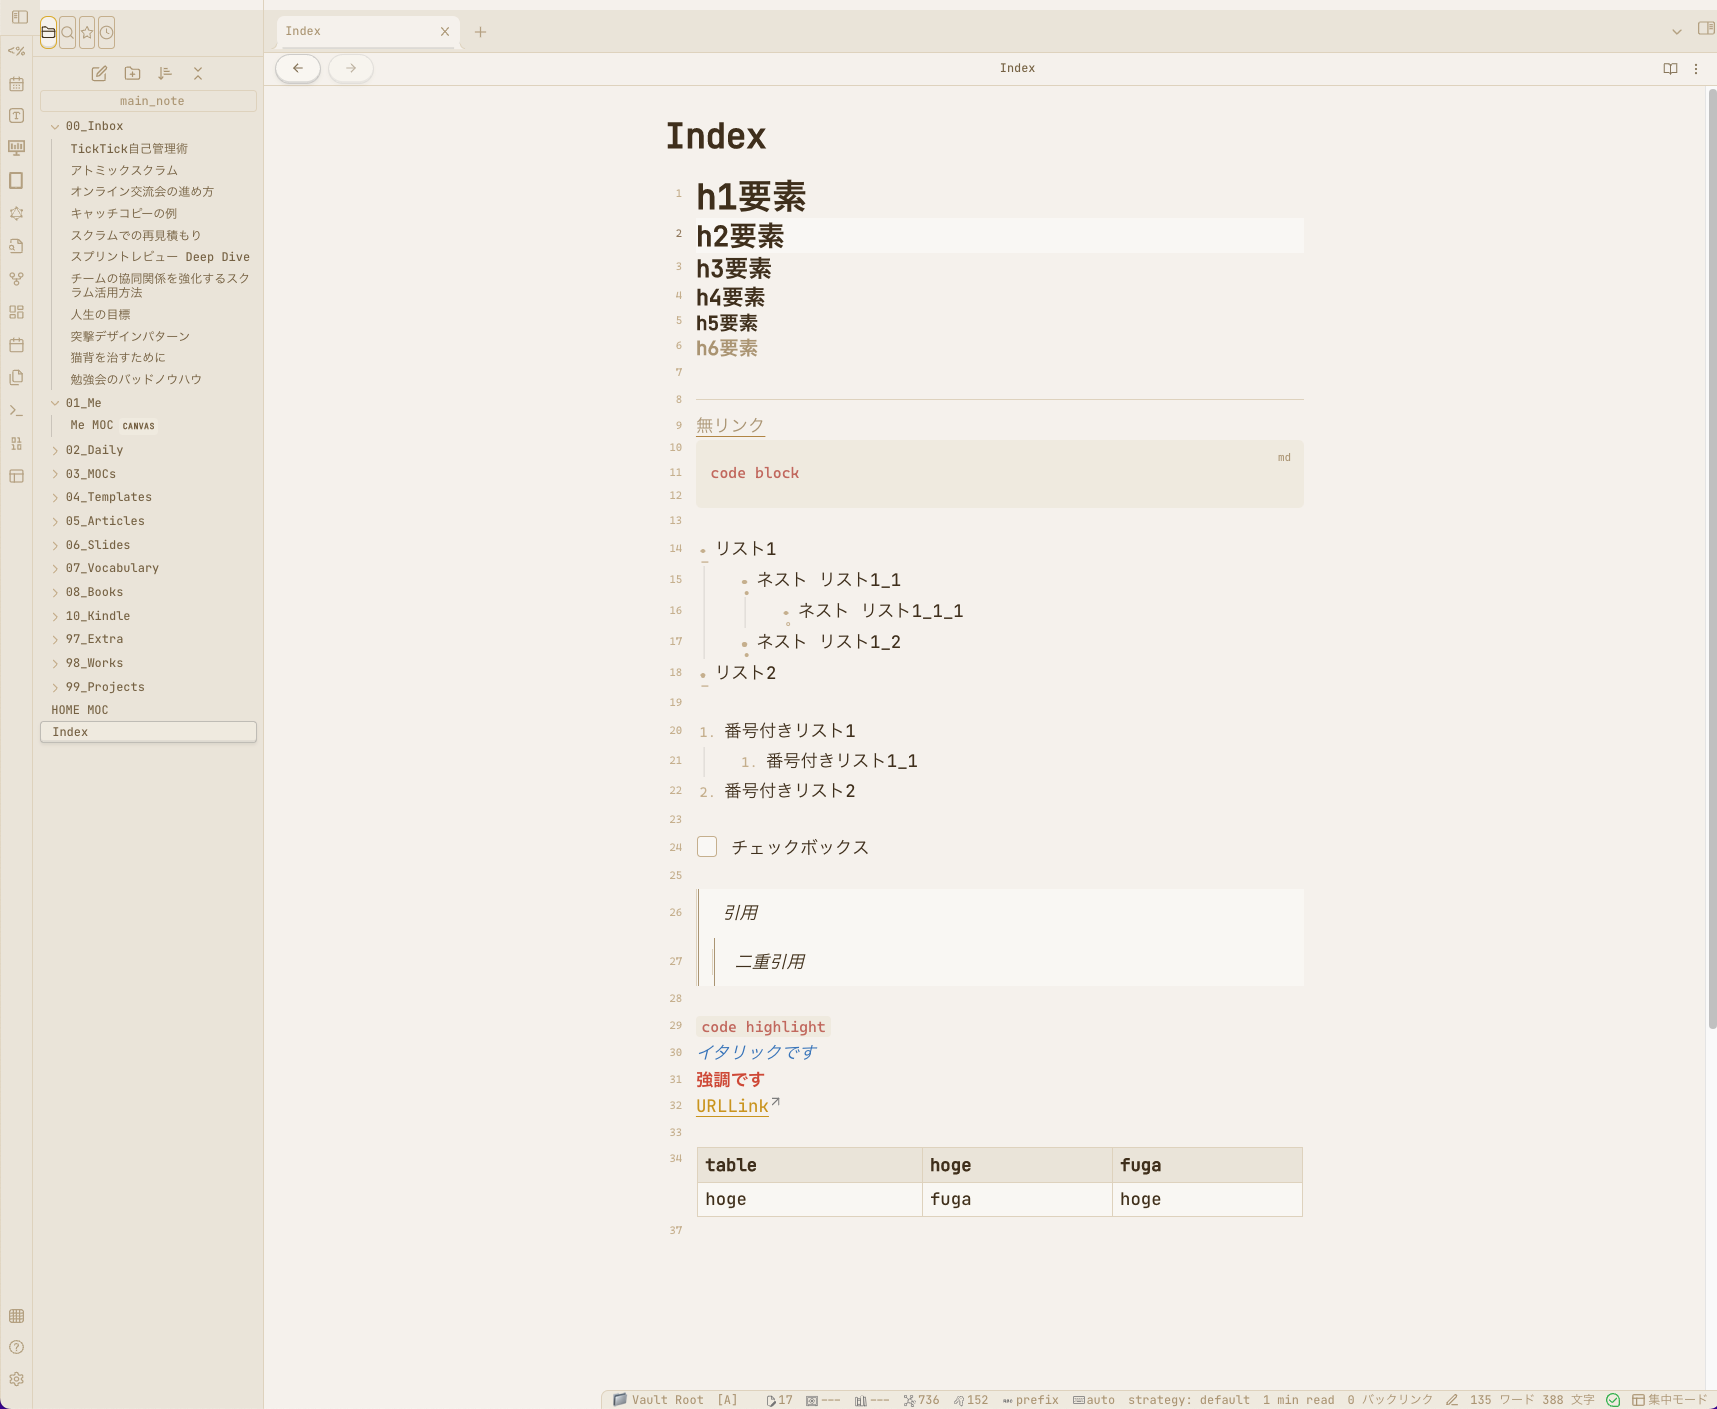 Index
Index
main_note
00_Inbox
TickTick自己管理術
アトミックスクラム
オンライン交流会の進め方
キャッチコピーの例
スクラムでの再見積もり
スプリントレビュー Deep Dive
チームの協同関係を強化するスク
ラム活用方法
人生の目標
突撃デザインパターン
猫背を治すために
勉強会のバッドノウハウ
01_Me
Me MOC CANVAS
02_Daily
03_MOCs
04_Templates
05_Articles
06_Slides
07_Vocabulary
08_Books
10_Kindle
97_Extra
98_Works
99_Projects
HOME MOC
Index
Index
1 h1要素
2 h2要素
3 h3要素
4 h4要素
5 h5要素
6 h6要素
7
8
9 無リンク
10 md
11 code block
12
13
14 リスト1
15 ネスト リスト1_1
16 ネスト リスト1_1_1
17 ネスト リスト1_2
18 リスト2
19
20 1. 番号付きリスト1
21 1. 番号付きリスト1_1
22 2. 番号付きリスト2
23
24 チェックボックス
25
26 引用
27 二重引用
28
29 code highlight
30 イタリックです
31 強調です
32 URLLink
33
34 table hoge fuga
hoge fuga hoge
37
Vault Root [A] 17 --- --- 736 152 prefix auto strategy: default 1 min read 0 バックリンク 135 ワード 388 文字 集中モード